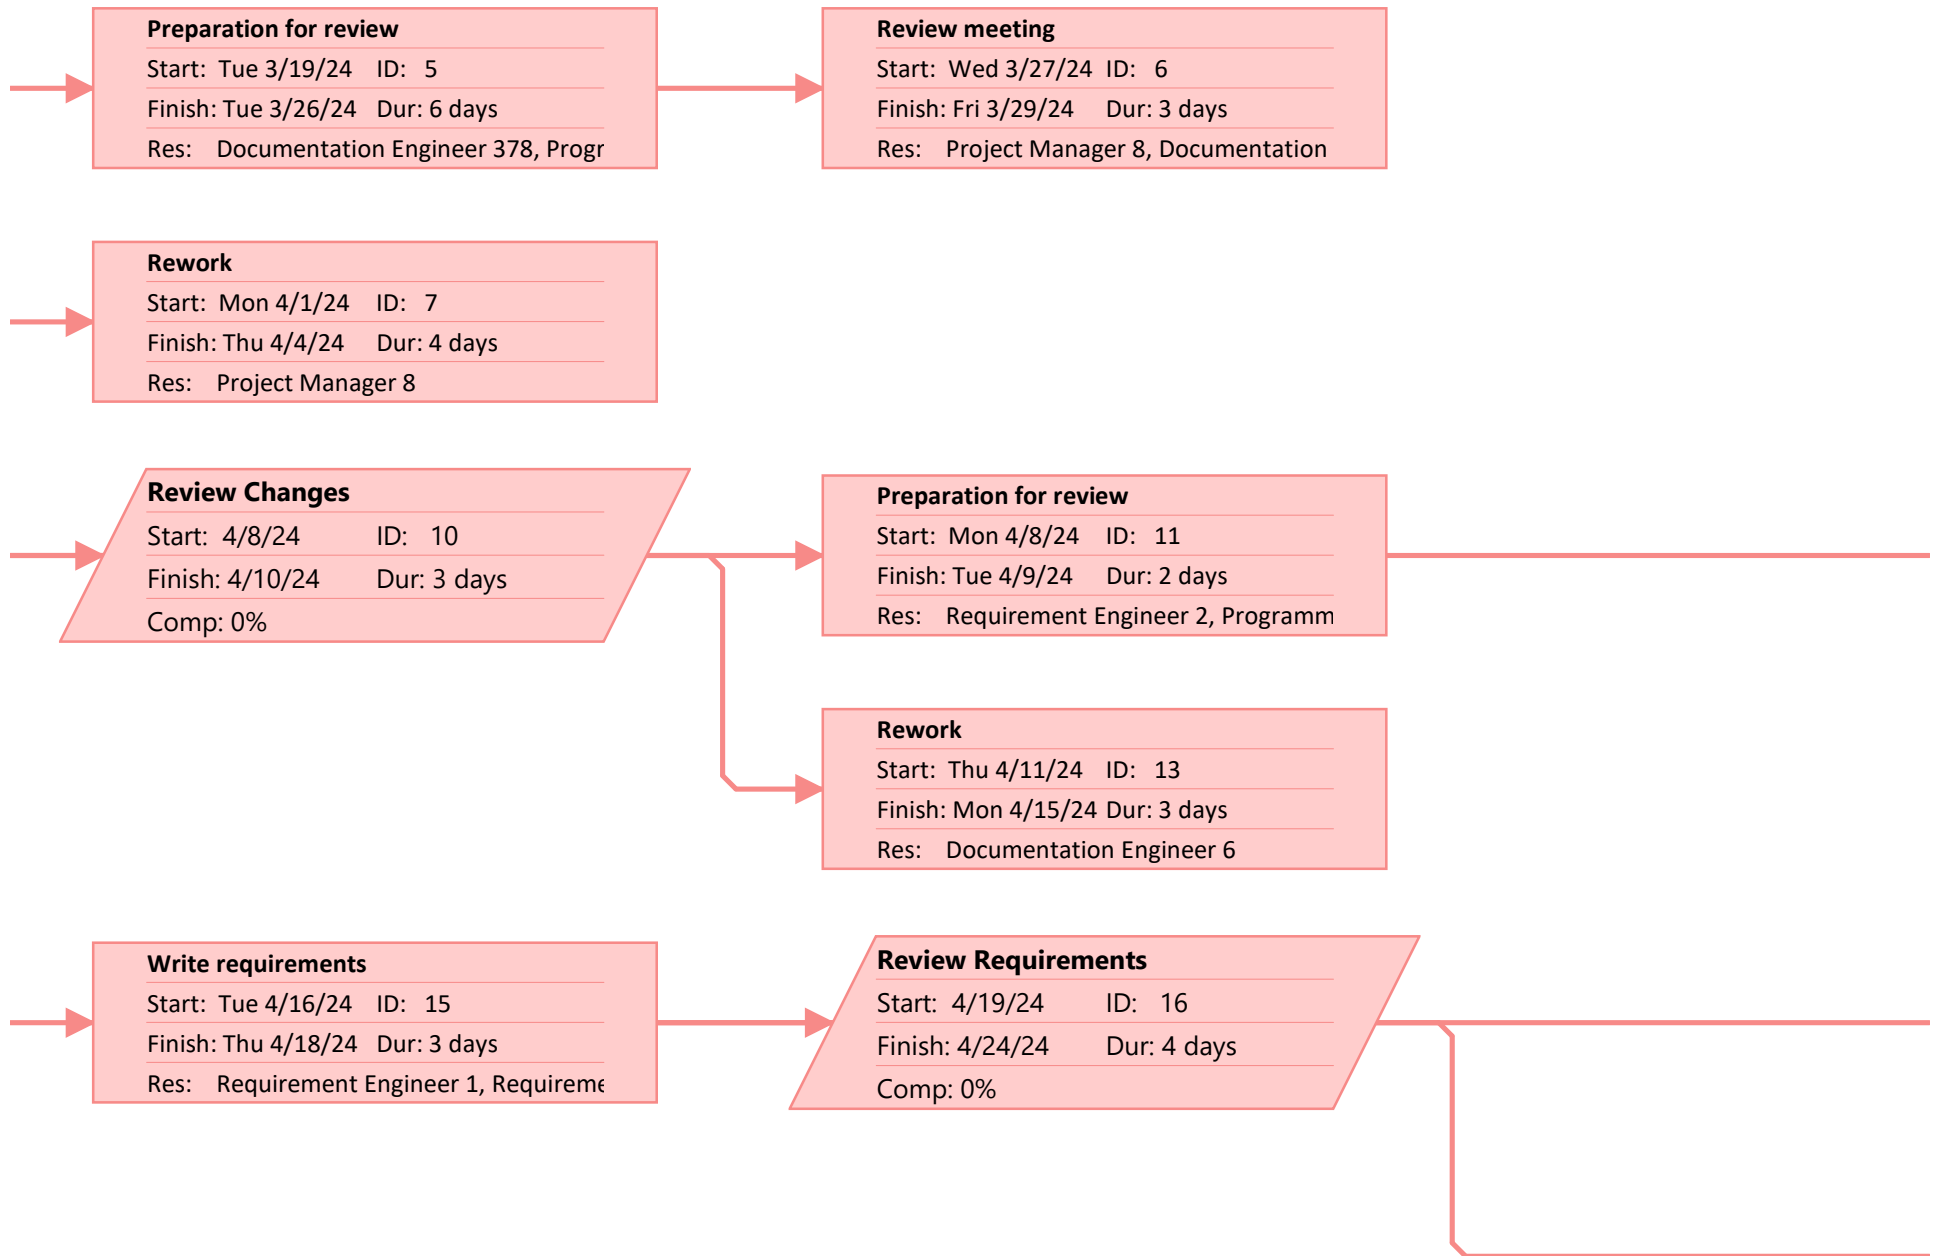 Preparation for review
Start: Tue 3/19/24 ID: 5
Finish: Tue 3/26/24 Dur: 6 days
Res: Documentation Engineer 378, Progr
Review meeting
Start: Wed 3/27/24 ID: 6
Finish: Fri 3/29/24 Dur: 3 days
Res: Project Manager 8, Documentation
Rework
Start: Mon 4/1/24 ID: 7
Finish: Thu 4/4/24 Dur: 4 days
Res: Project Manager 8
Review Changes
Start: 4/8/24 ID: 10
Finish: 4/10/24 Dur: 3 days
Comp: 0%
Preparation for review
Start: Mon 4/8/24 ID: 11
Finish: Tue 4/9/24 Dur: 2 days
Res: Requirement Engineer 2, Programm
Rework
Start: Thu 4/11/24 ID: 13
Finish: Mon 4/15/24 Dur: 3 days
Res: Documentation Engineer 6
Write requirements
Start: Tue 4/16/24 ID: 15
Finish: Thu 4/18/24 Dur: 3 days
Res: Requirement Engineer 1, Requireme
Review Requirements
Start: 4/19/24 ID: 16
Finish: 4/24/24 Dur: 4 days
Comp: 0%